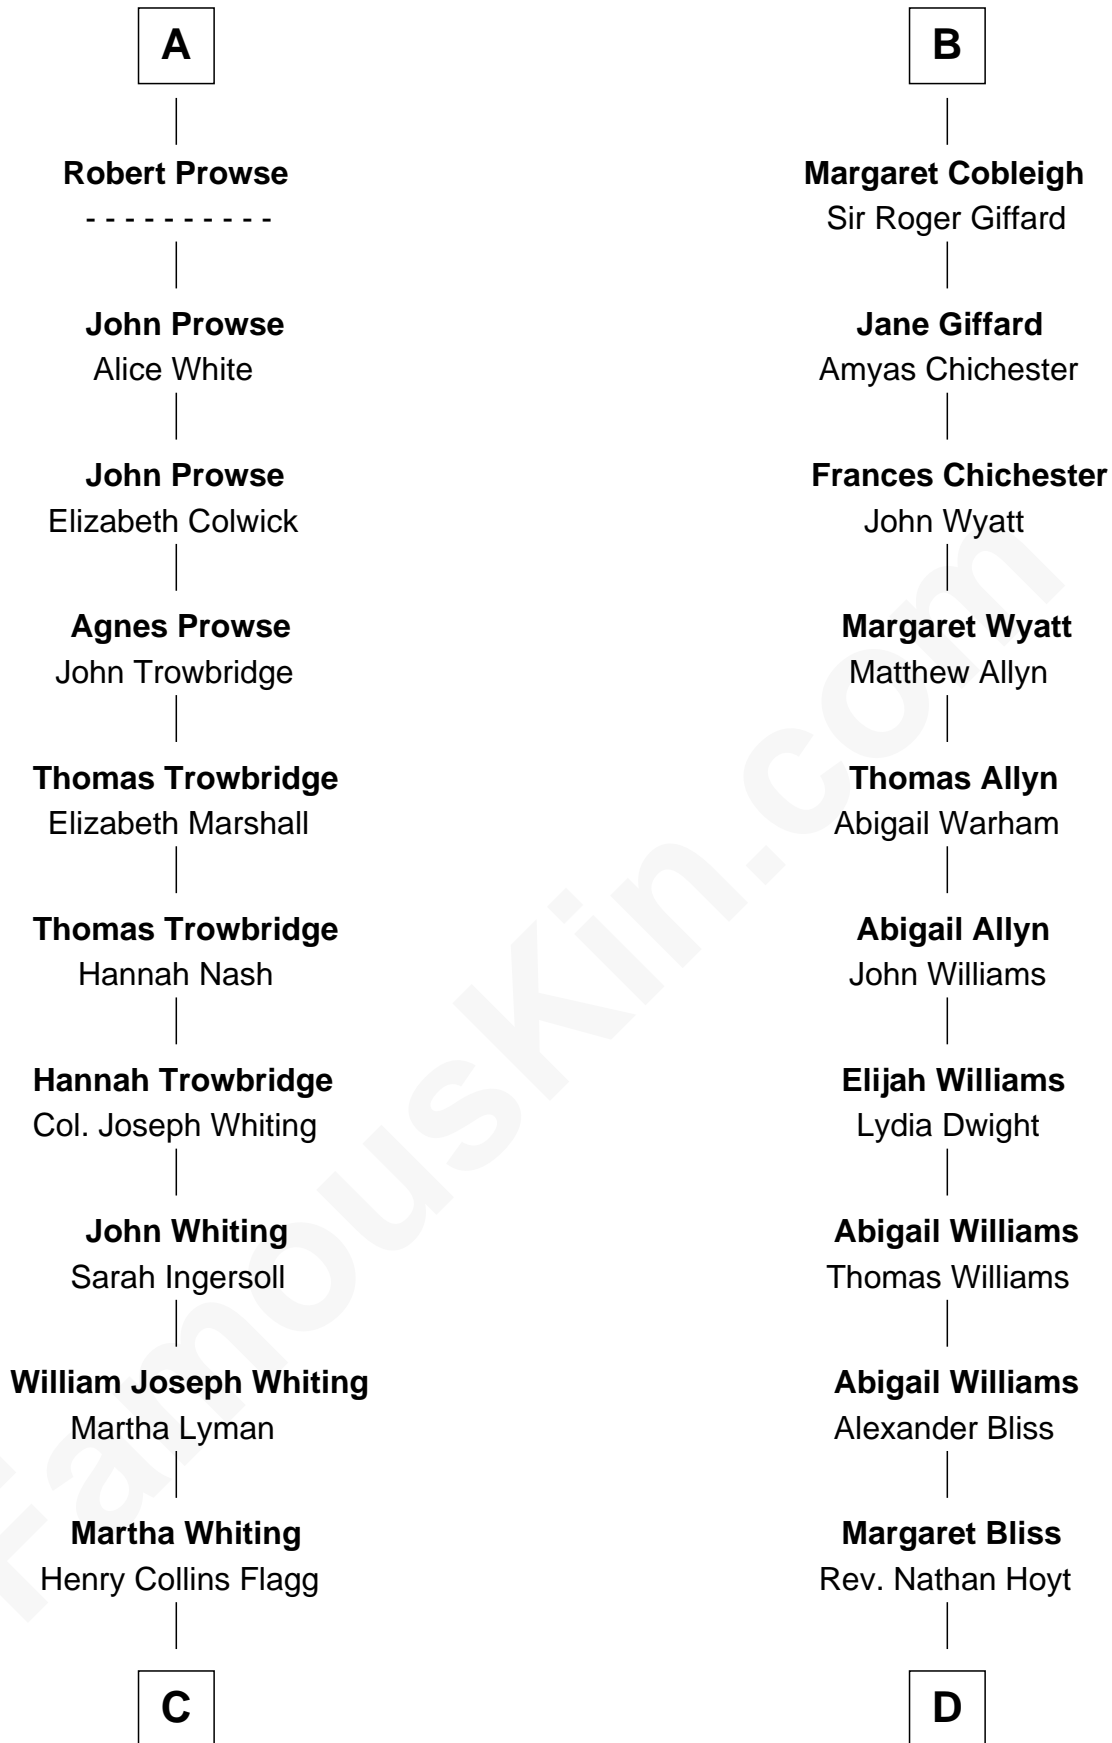 A
Robert Prowse
- - - - - - - - - -
John Prowse
Alice White
John Prowse
Elizabeth Colwick
Agnes Prowse
John Trowbridge
Thomas Trowbridge
Elizabeth Marshall
Thomas Trowbridge
Hannah Nash
Hannah Trowbridge
Col. Joseph Whiting
John Whiting
Sarah Ingersoll
William Joseph Whiting
Martha Lyman
Martha Whiting
Henry Collins Flagg
C
B
Margaret Cobleigh
Sir Roger Giffard
Jane Giffard
Amyas Chichester
Frances Chichester
John Wyatt
Margaret Wyatt
Matthew Allyn
Thomas Allyn
Abigail Warham
Abigail Allyn
John Williams
Elijah Williams
Lydia Dwight
Abigail Williams
Thomas Williams
Abigail Williams
Alexander Bliss
Margaret Bliss
Rev. Nathan Hoyt
D
FamousKin.com